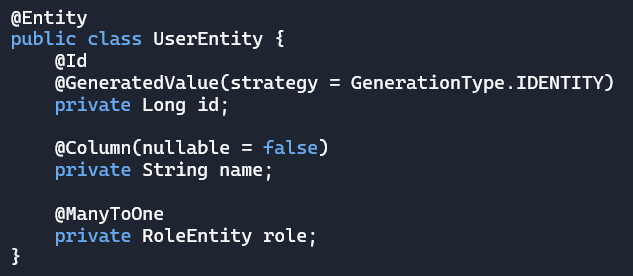 @Entity
public class UserEntity {
    @Id
    @GeneratedValue(strategy = GenerationType.IDENTITY)
    private Long id;

    @Column(nullable = false)
    private String name;

    @ManyToOne
    private RoleEntity role;
}